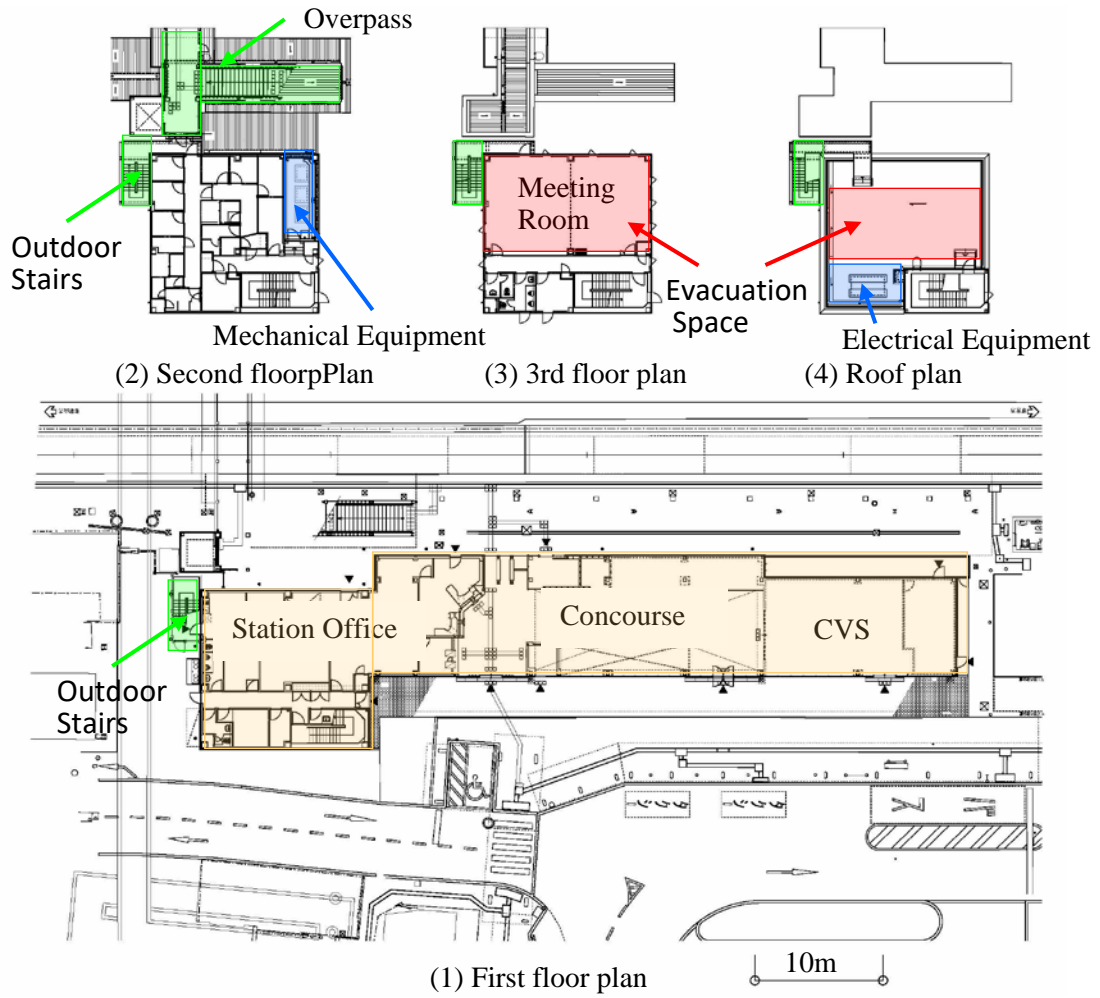 Overpass
Meeting
Room
Outdoor
Stairs
Evacuation
Space
Mechanical Equipment
Electrical Equipment
(2) Second floorpPlan
(3) 3rd floor plan
(4) Roof plan
Station Office
Concourse
CVS
Outdoor
Stairs
(1) First floor plan
10m